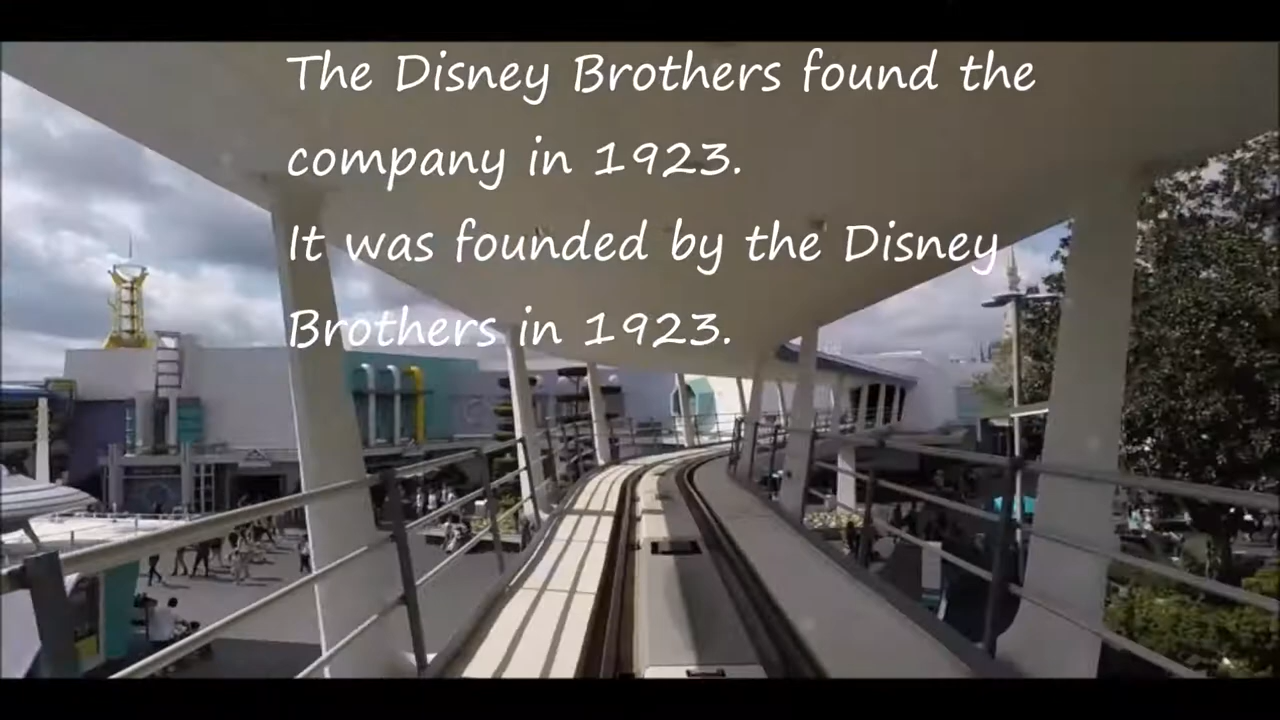 The Disney Brothers found the
company in 1923.
It was founded by the Disney
Brothers in 1923.